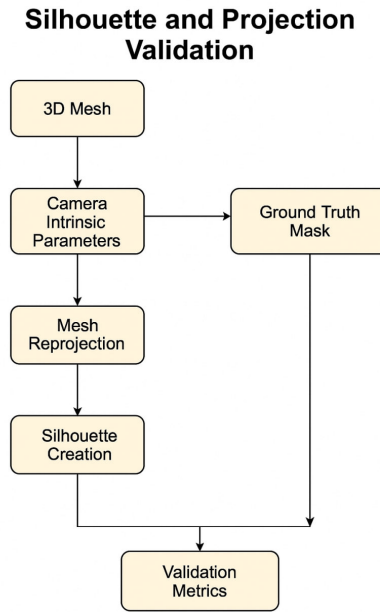 Silhouette and Projection
Validation
3D Mesh
Camera
Intrinsic
Parameters
Ground Truth
Mask
Mesh
Reprojection
Silhouette
Creation
Validation
Metrics